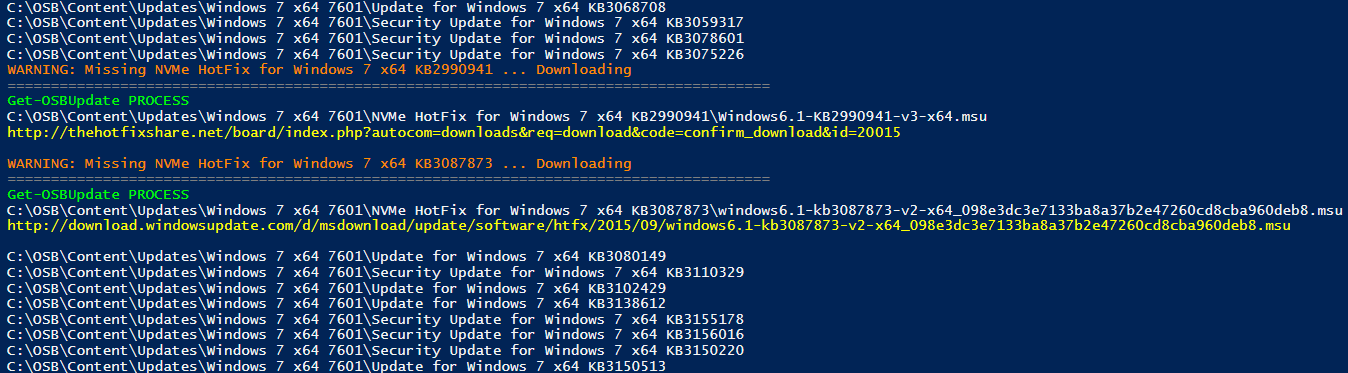 C:\OSB\Content\Updates\Windows 7 x64 7601\Update for Windows 7 x64 KB3068708
C:\OSB\Content\Updates\Windows 7 x64 7601\Security Update for Windows 7 x64 KB3059317
C:\OSB\Content\Updates\Windows 7 x64 7601\Security Update for Windows 7 x64 KB3078601
C:\OSB\Content\Updates\Windows 7 x64 7601\Security Update for Windows 7 x64 KB3075226
WARNING: Missing NVMe HotFix for Windows 7 x64 KB2990941 ... Downloading
===================================================================================================
Get-OSBUpdate PROCESS
C:\OSB\Content\Updates\Windows 7 x64 7601\NVMe HotFix for Windows 7 x64 KB2990941\Windows6.1-KB2990941-v3-x64.msu
http://thehotfixshare.net/board/index.php?autocom=downloads&req=download&code=confirm_download&id=20015
WARNING: Missing NVMe HotFix for Windows 7 x64 KB3087873 ... Downloading
===================================================================================================
Get-OSBUpdate PROCESS
C:\OSB\Content\Updates\Windows 7 x64 7601\NVMe HotFix for Windows 7 x64 KB3087873\windows6.1-kb3087873-v2-x64_098e3dc3e7133ba8a37b2e47260cd8cba960deb8.msu
http://download.windowsupdate.com/d/msdownload/update/software/htfx/2015/09/windows6.1-kb3087873-v2-x64_098e3dc3e7133ba8a37b2e47260cd8cba960deb8.msu
C:\OSB\Content\Updates\Windows 7 x64 7601\Update for Windows 7 x64 KB3080149
C:\OSB\Content\Updates\Windows 7 x64 7601\Security Update for Windows 7 x64 KB3110329
C:\OSB\Content\Updates\Windows 7 x64 7601\Update for Windows 7 x64 KB3102429
C:\OSB\Content\Updates\Windows 7 x64 7601\Update for Windows 7 x64 KB3138612
C:\OSB\Content\Updates\Windows 7 x64 7601\Security Update for Windows 7 x64 KB3155178
C:\OSB\Content\Updates\Windows 7 x64 7601\Security Update for Windows 7 x64 KB3156016
C:\OSB\Content\Updates\Windows 7 x64 7601\Security Update for Windows 7 x64 KB3150220
C:\OSB\Content\Updates\Windows 7 x64 7601\Update for Windows 7 x64 KB3150513